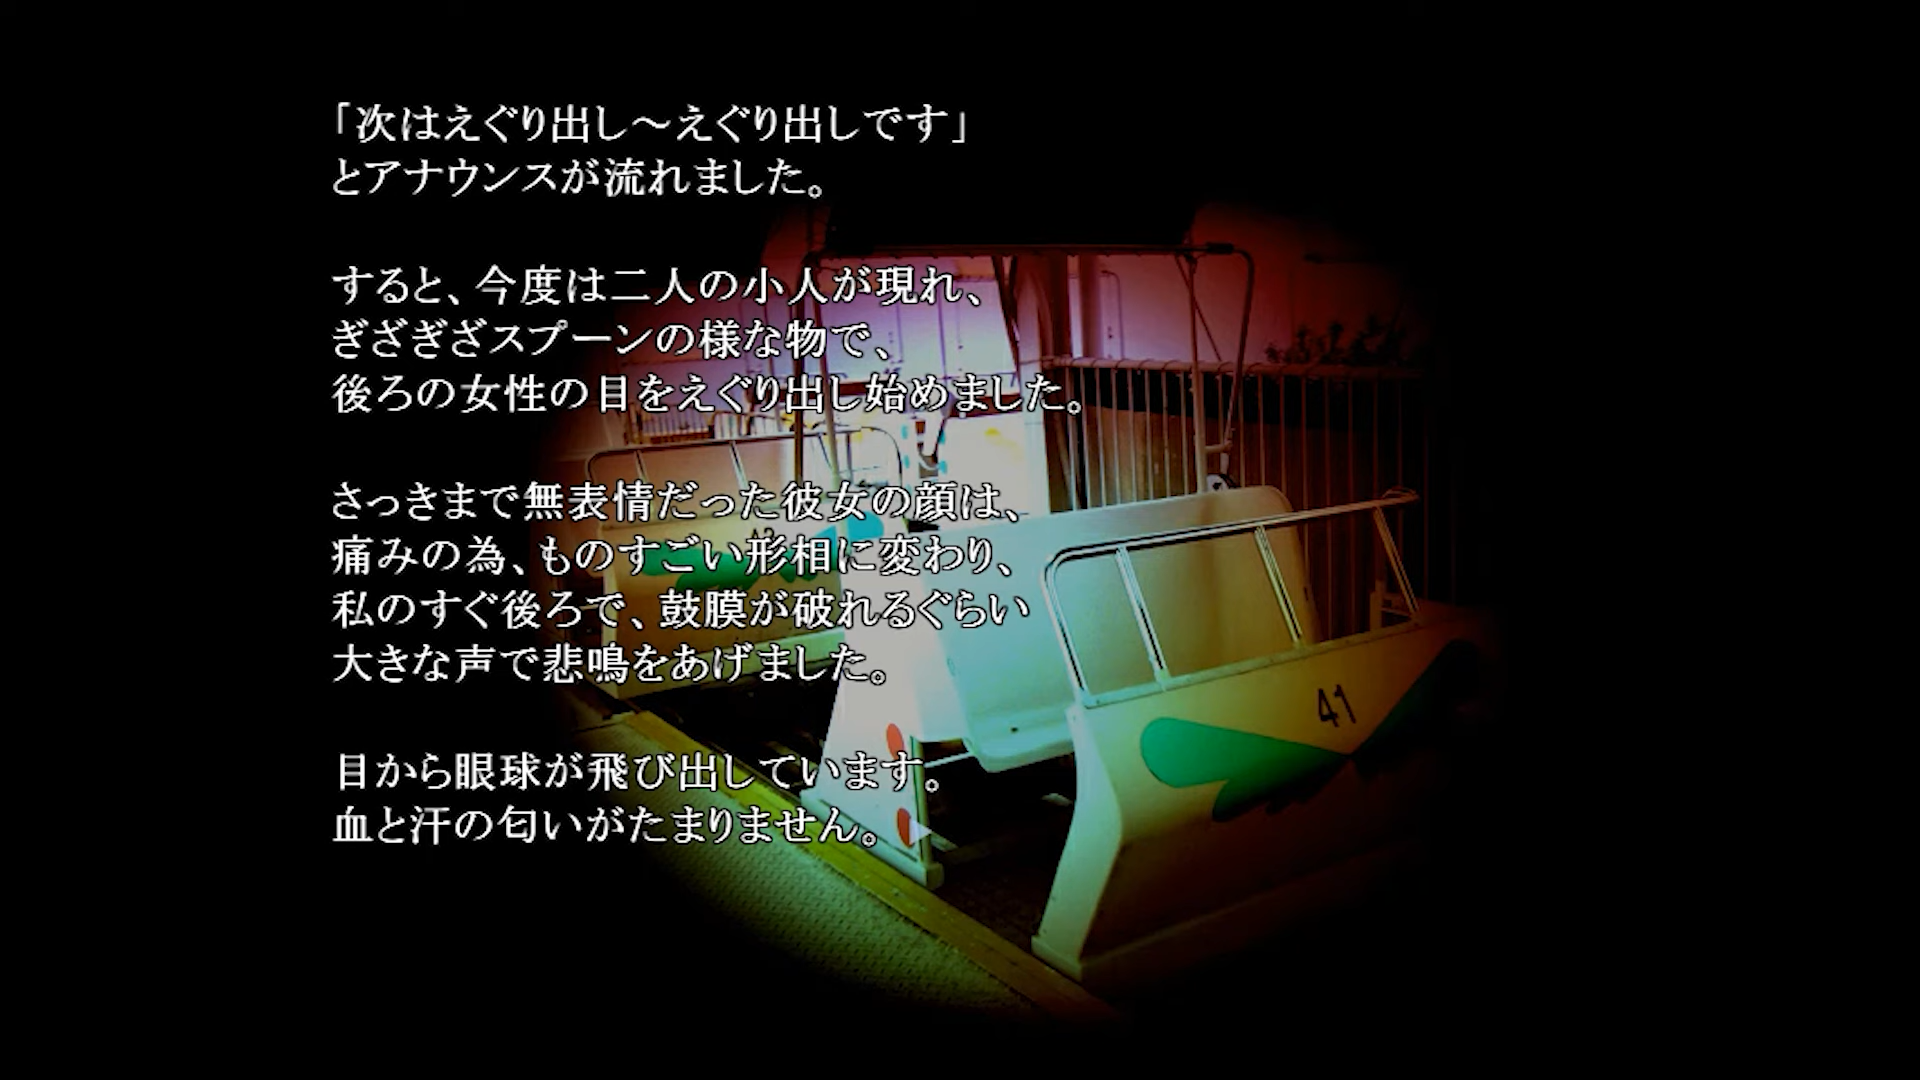 「次はえぐり出し～えぐり出しです」
とアナウンスが流れました。
すると、今度は二人の小人が現れ、
ぎざぎざスプーンの様な物で、
後ろの女性の目をえぐり出し始めました。
さっきまで無表情だった彼女の顔は、
痛みの為、ものすごい形相に変わり、
私のすぐ後ろで、鼓膜が破れるぐらい
大きな声で悲鳴をあげました。
目から眼球が飛び出しています。
血と汗の匂いがたまりません。
41